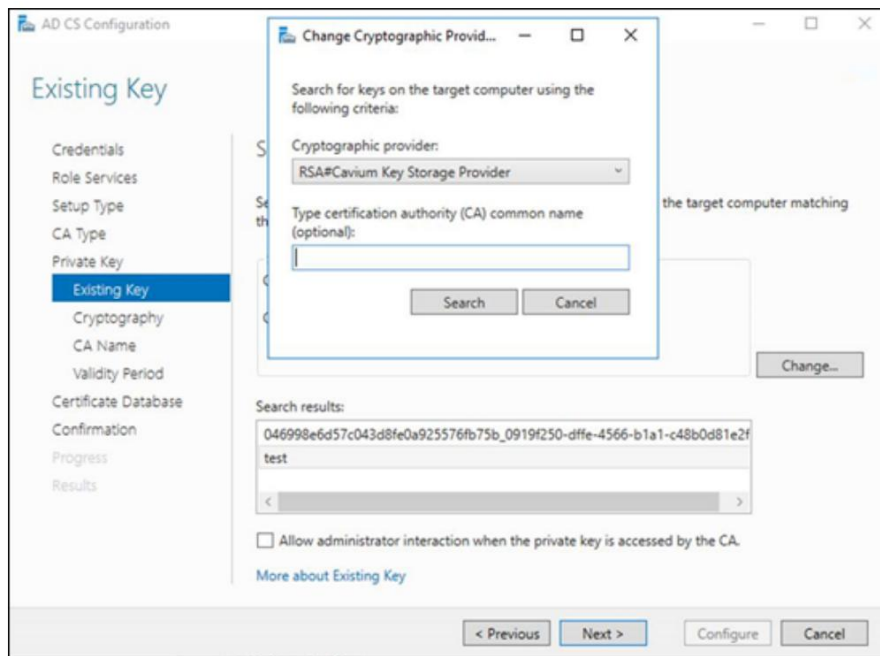 AD CS Configuration
Change Cryptographic Provid...
Existing Key
Search for keys on the target computer using the
following criteria:
Cryptographic provider:
RSA#Cavium Key Storage Provider
Type certification authority (CA) common name
(optional):
Search
Cancel
Credentials
Role Services
Setup Type
CA Type
Private Key
Existing Key
Cryptography
CA Name
Validity Period
Certificate Database
Confirmation
Progress
Results
S
Se
the target computer matching
th
Change...
Search results:
046998e6d57c043d8fe0a925576fb75b_0919f250-dffe-4566-b1a1-c48b0d81e2f
test
Allow administrator interaction when the private key is accessed by the CA.
More about Existing Key
< Previous
Next >
Configure
Cancel